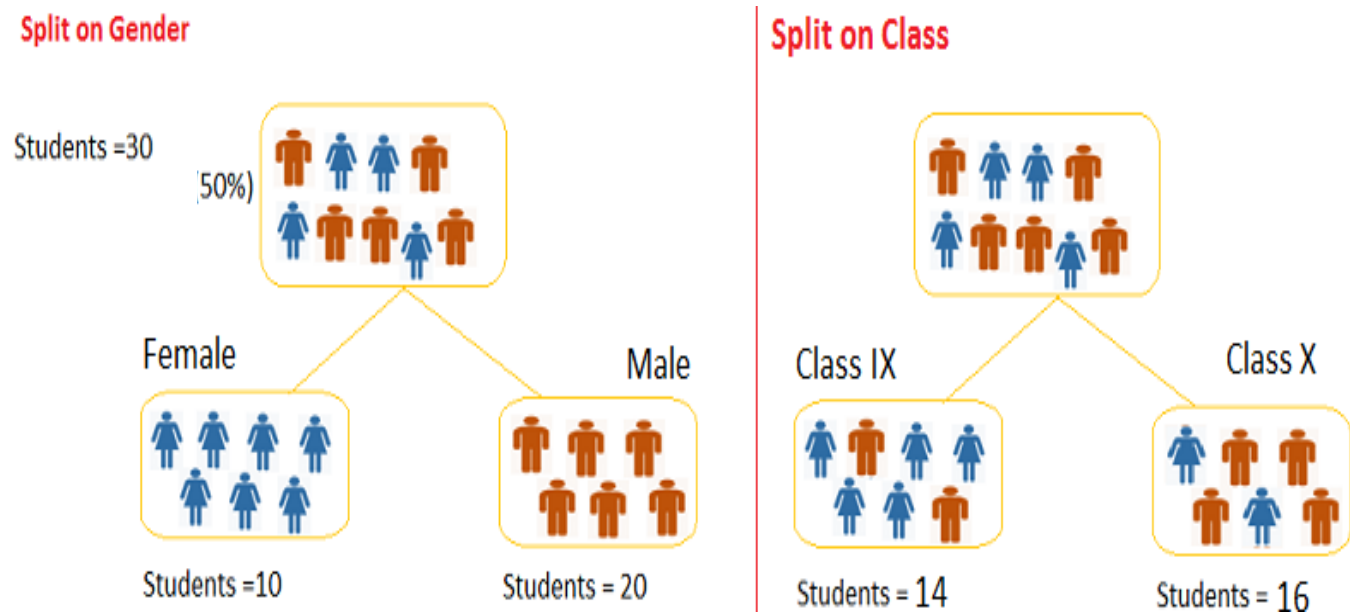 Split on Gender
Students =30
(50%)
Female
Male
Students =10
Students = 20
Split on Class
Class IX
Class X
Students = 14
Students = 16